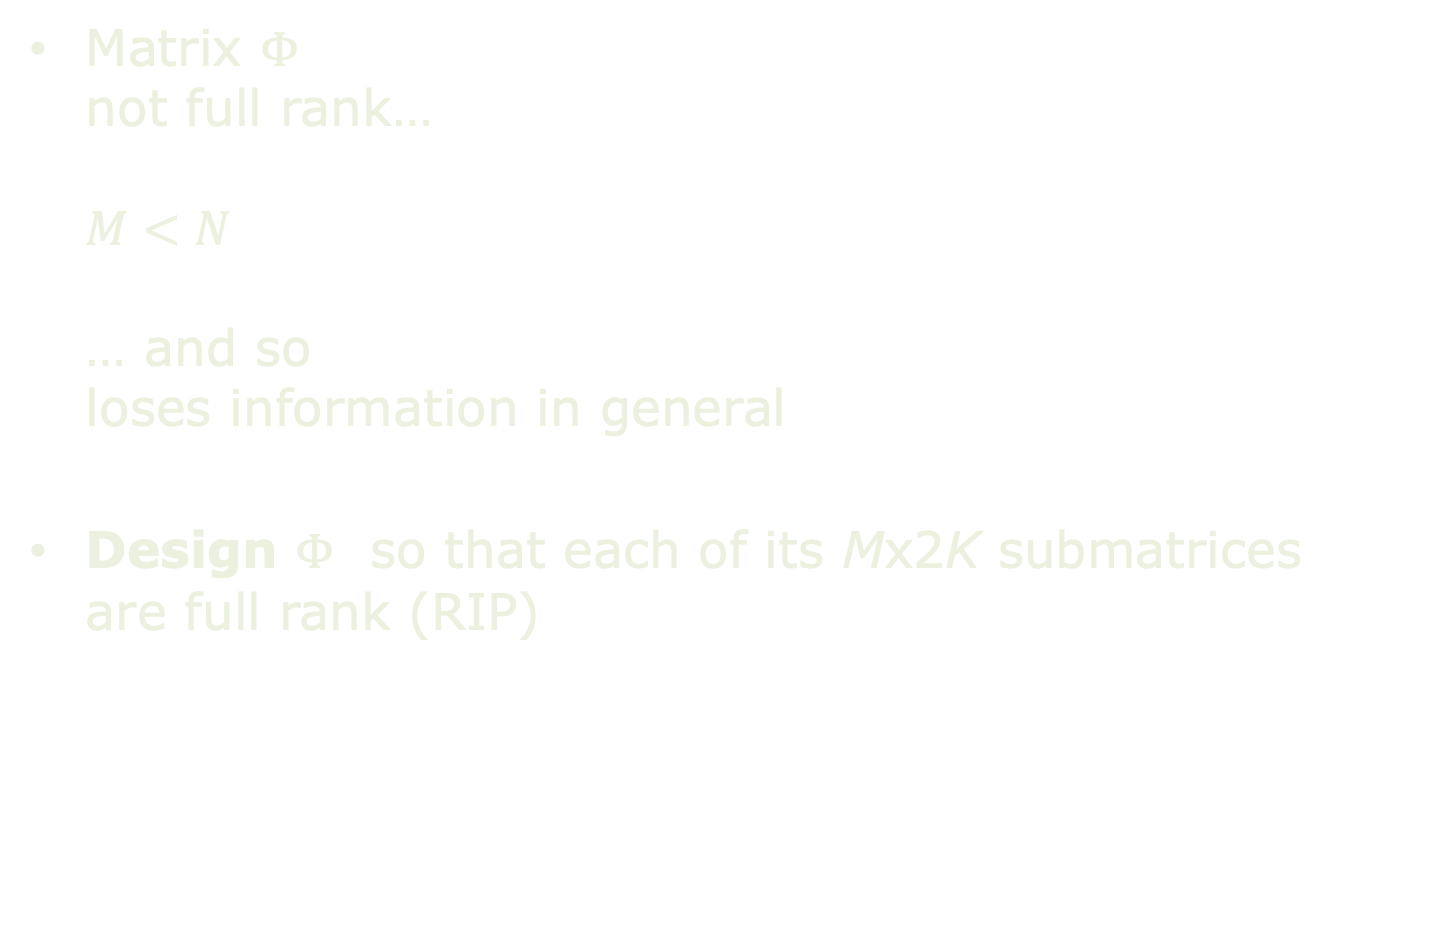 • Matrix Φ
not full rank…
M < N
… and so
loses information in general
• Design Φ so that each of its Mx2K submatrices
are full rank (RIP)